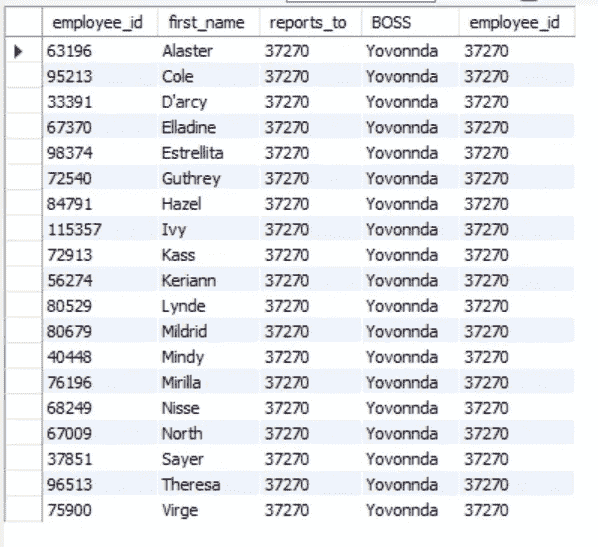 employee_id first_name reports_to BOSS employee_id
63196 Alaster 37270 Yovonnda 37270
95213 Cole 37270 Yovonnda 37270
33391 D'arcy 37270 Yovonnda 37270
67370 Elladine 37270 Yovonnda 37270
98374 Estrellita 37270 Yovonnda 37270
72540 Guthrey 37270 Yovonnda 37270
84791 Hazel 37270 Yovonnda 37270
115357 Ivy 37270 Yovonnda 37270
72913 Kass 37270 Yovonnda 37270
56274 Keriann 37270 Yovonnda 37270
80529 Lynde 37270 Yovonnda 37270
80679 Mildrid 37270 Yovonnda 37270
40448 Mindy 37270 Yovonnda 37270
76196 Mirilla 37270 Yovonnda 37270
68249 Nisse 37270 Yovonnda 37270
67009 North 37270 Yovonnda 37270
37851 Sayer 37270 Yovonnda 37270
96513 Theresa 37270 Yovonnda 37270
75900 Virge 37270 Yovonnda 37270